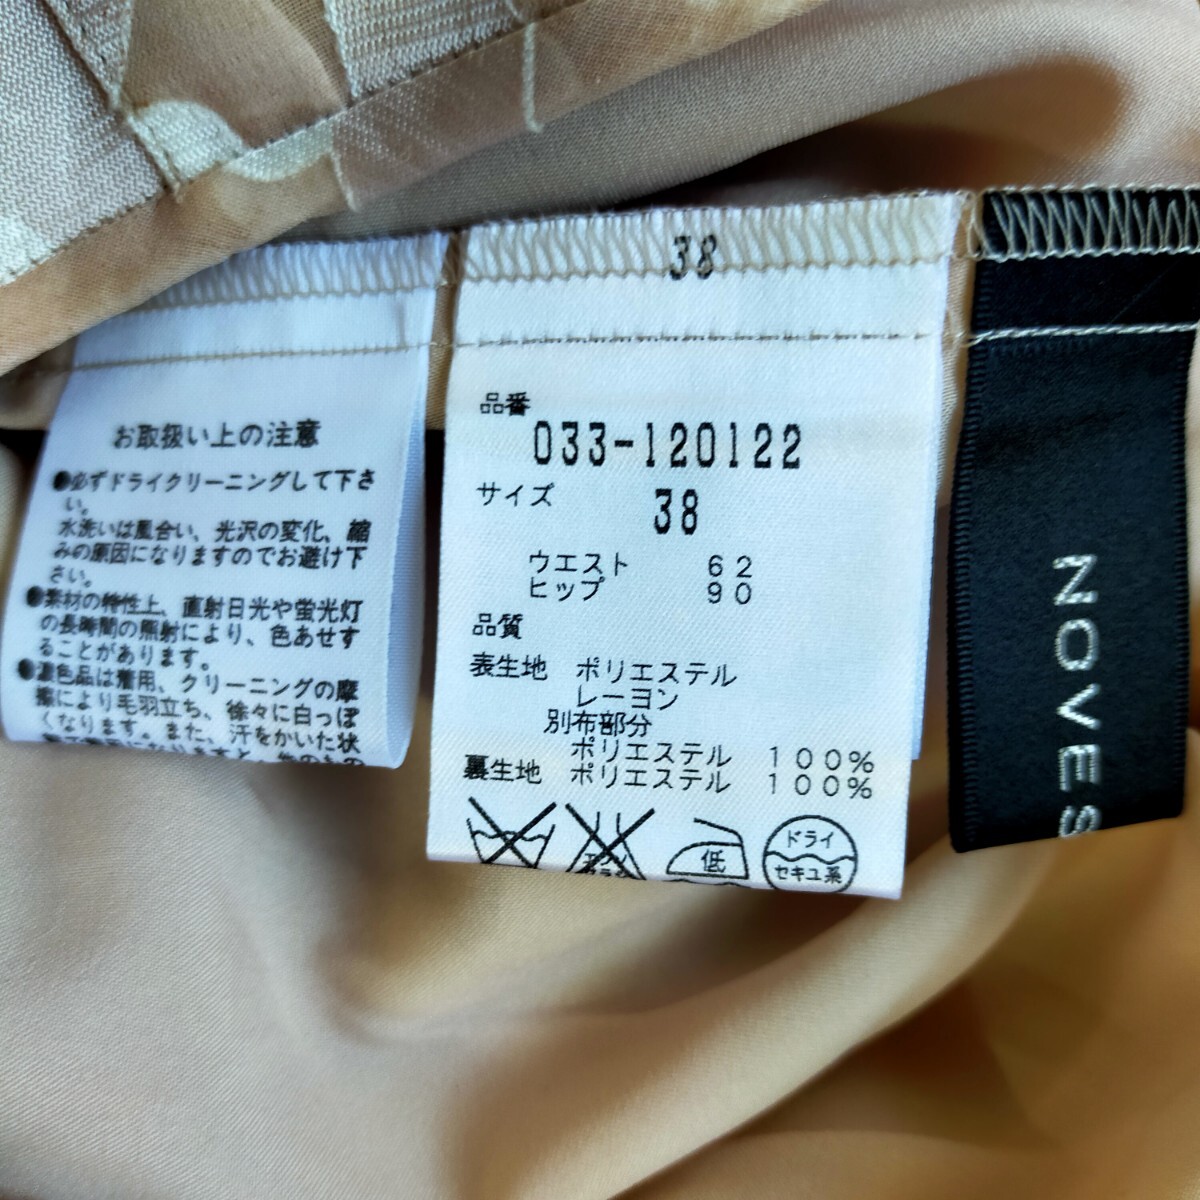 お取扱い上の注意
●必ずドライクリーニングして下さ
い。
水洗いは風合い、光沢の変化、縮
みの原因になりますのでお避け下
さい。
●素材の特性上、直射日光や蛍光灯
の長時間の照射により、色あせす
ることがあります。
●濃色品は着用、クリーニングの摩
擦により毛羽立ち、徐々に白っぽ
くなります。また、汗をかいた状
38
品番
033-120122
サイズ
38
ウエスト 62
ヒップ 90
品質
表生地 ポリエステル
レーヨン
別布部分
ポリエステル 100%
裏生地 ポリエステル 100%
低
ドライ
セキユ系
NOVES